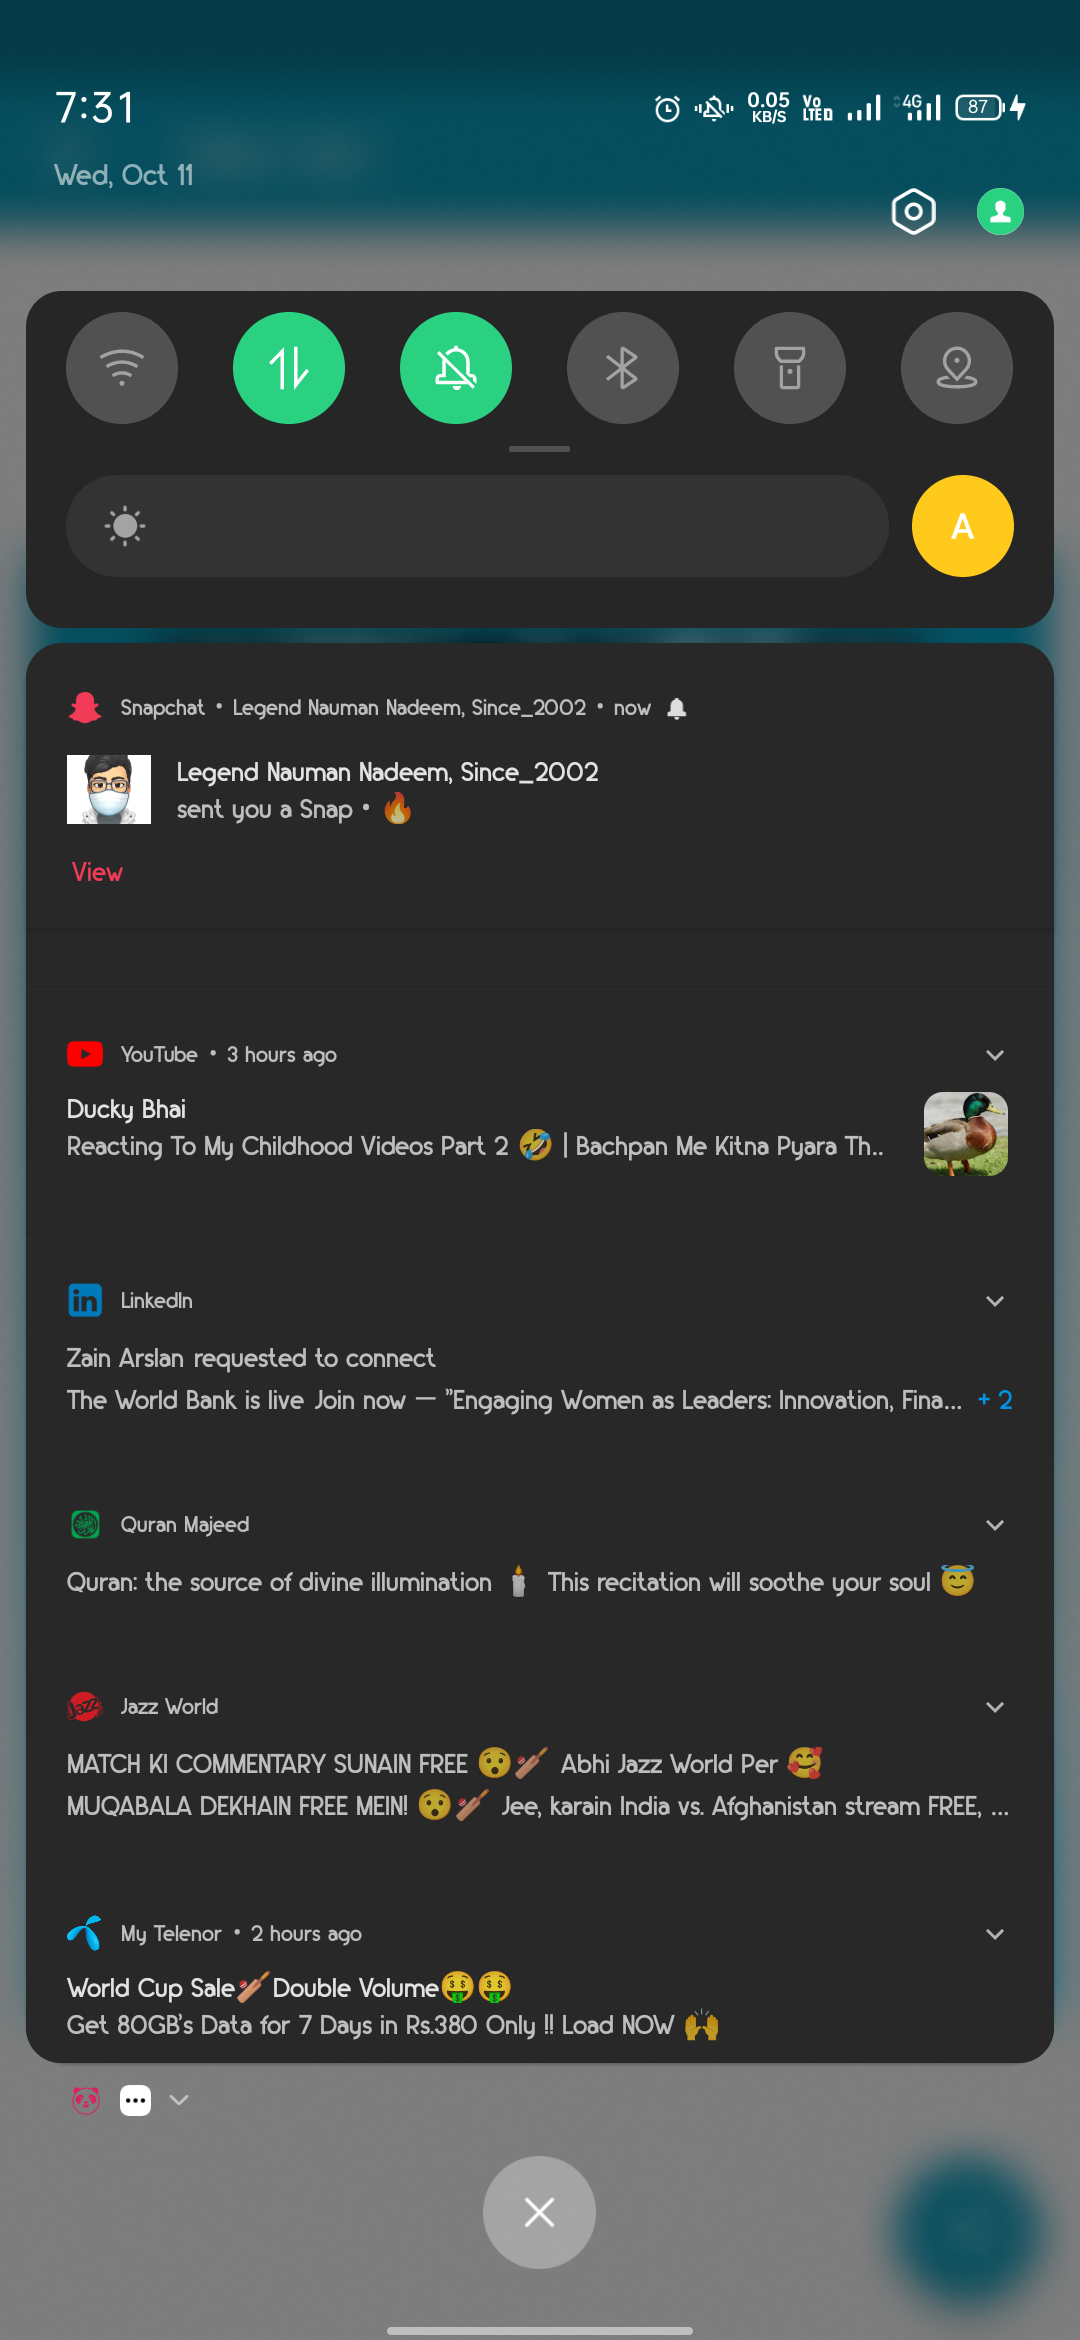 7:31
0.05
KB/S
Vo
LTE D
4G
87
Wed, Oct 11
A
Snapchat • Legend Nauman Nadeem, Since_2002 • now
Legend Nauman Nadeem, Since_2002
sent you a Snap • 🔥
View
YouTube • 3 hours ago
Ducky Bhai
Reacting To My Childhood Videos Part 2 🤣 | Bachpan Me Kitna Pyara Th..
in LinkedIn
Zain Arslan requested to connect
The World Bank is live Join now — "Engaging Women as Leaders: Innovation, Fina... + 2
Quran Majeed
Quran: the source of divine illumination 🕯️ This recitation will soothe your soul 😇
Jazz Jazz World
MATCH KI COMMENTARY SUNAIN FREE 😯🏏 Abhi Jazz World Per 🥰
MUQABALA DEKHAIN FREE MEIN! 😯🏏 Jee, karain India vs. Afghanistan stream FREE, ...
My Telenor • 2 hours ago
World Cup Sale🏏Double Volume🤑🤑
Get 80GB's Data for 7 Days in Rs.380 Only !! Load NOW 🙌